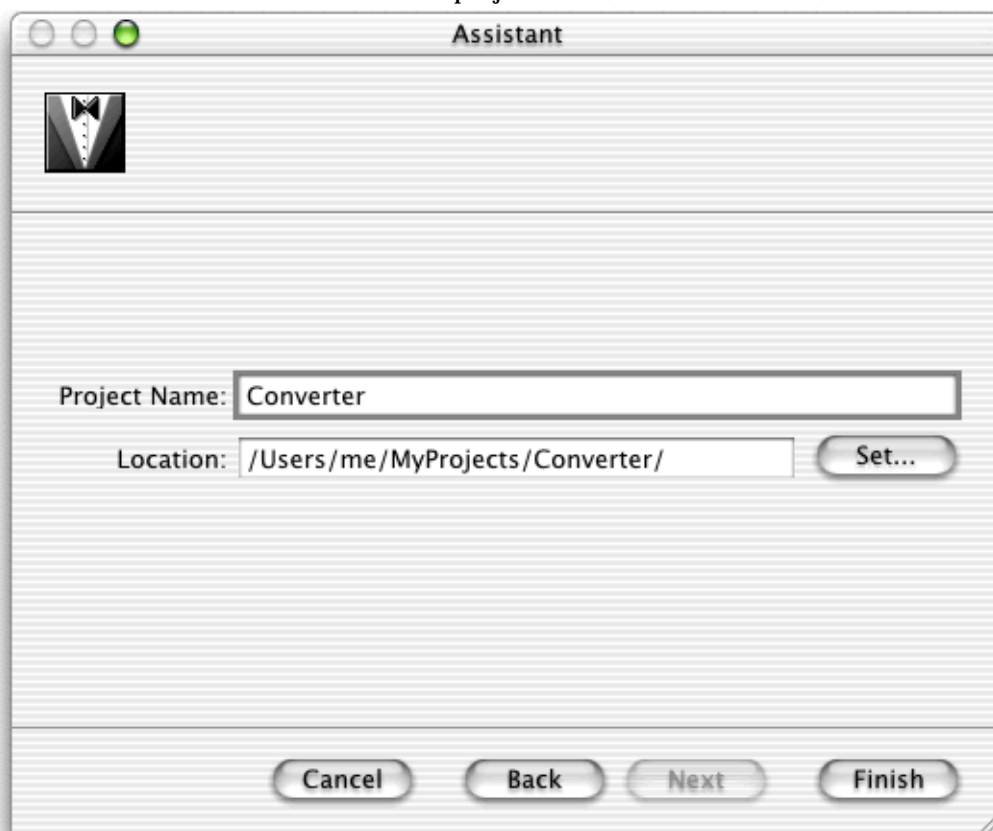 Assistant
Project Name: Converter
Location: /Users/me/MyProjects/Converter/ Set...
Cancel Back Next Finish